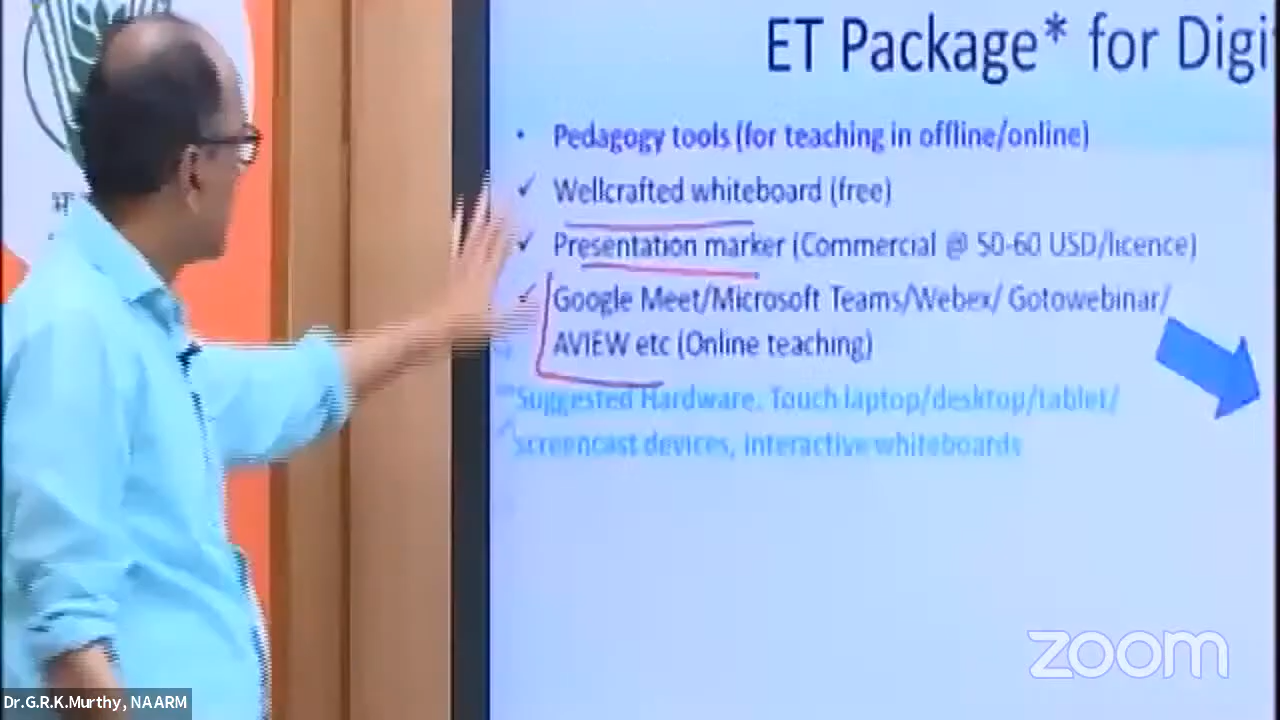 ET Package* for Digi
• Pedagogy tools (for teaching in offline/online)
✓ Wellcrafted whiteboard (free)
✓ Presentation marker (Commercial @ 50-60 USD/licence)
✓ Google Meet/Microsoft Teams/Webex/ Gotowebinar/
AVIEW etc (Online teaching)
Suggested Hardware. Touch laptop/desktop/tablet/
screencast devices, interactive whiteboards
zoom
Dr.G.R.K.Murthy, NAARM